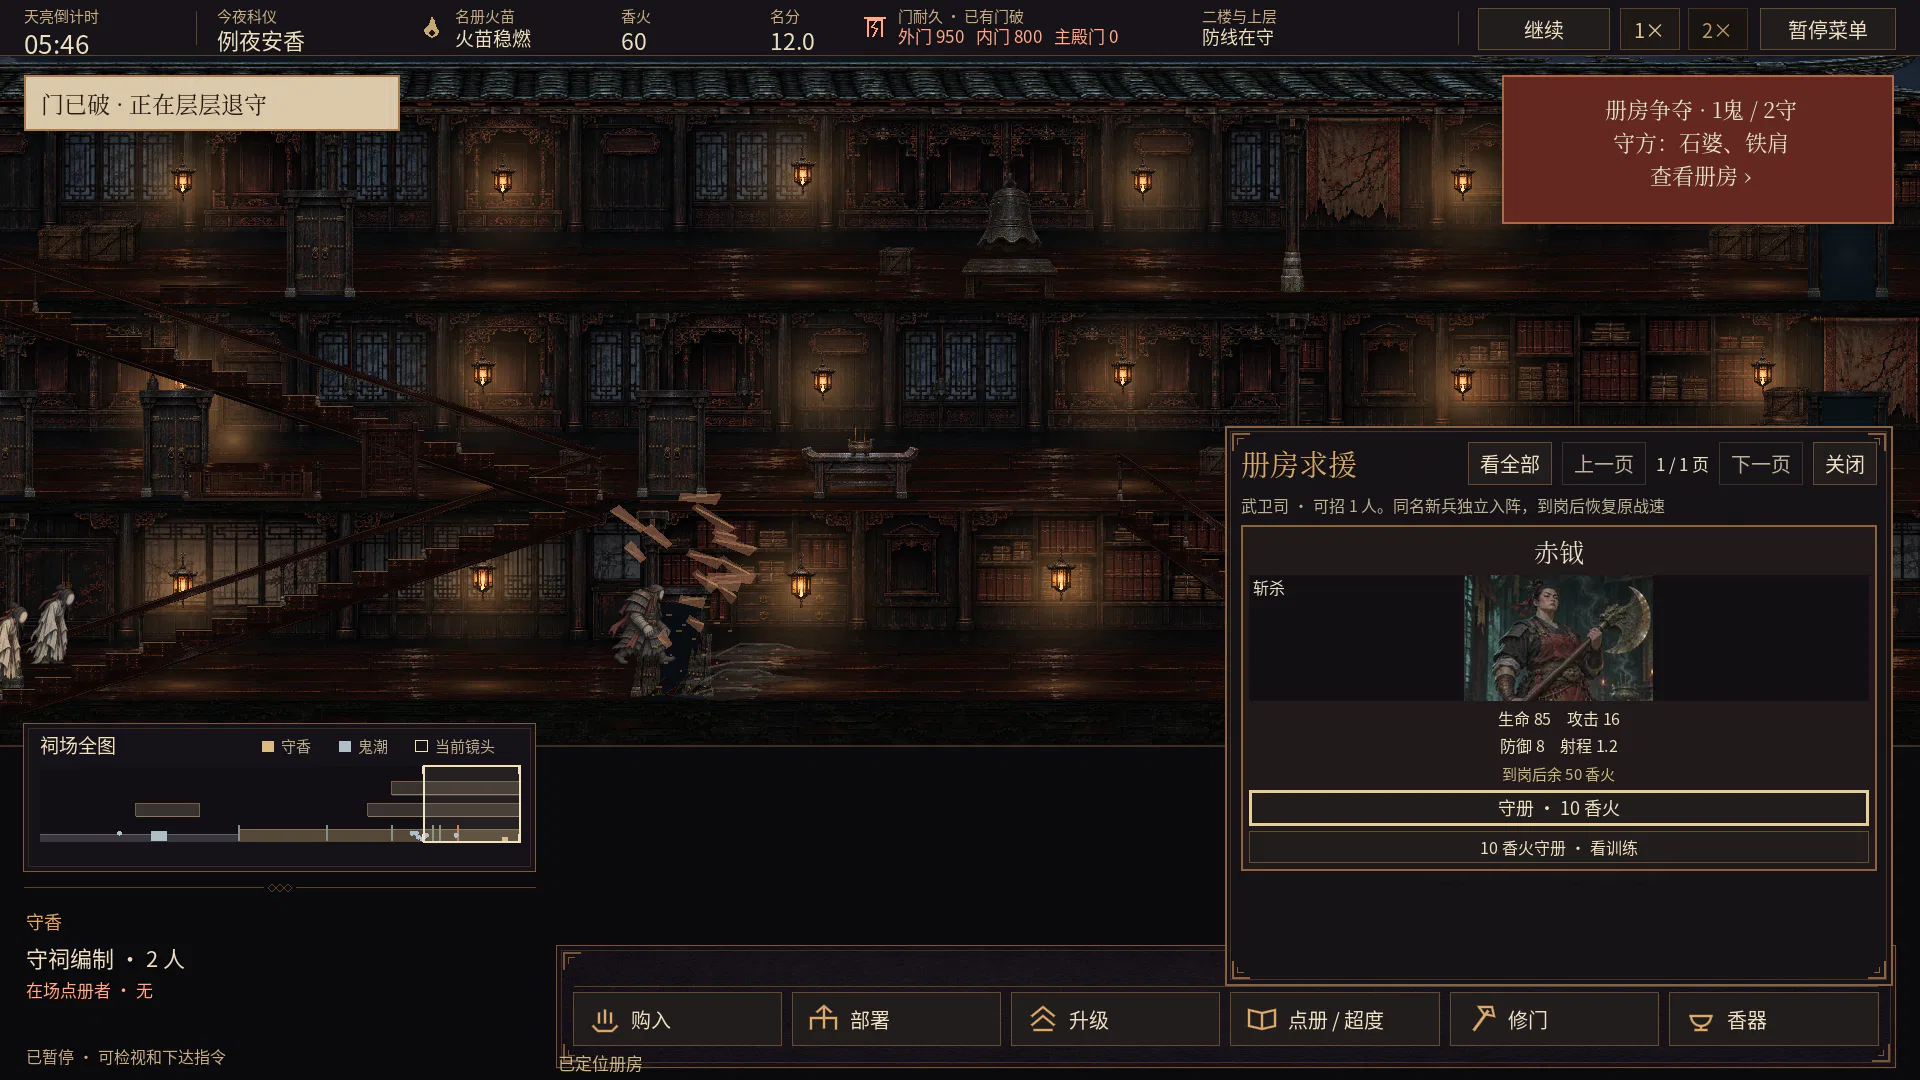 天亮倒计时
05:46
今夜科仪
例夜安香
名册火苗
火苗稳燃
香火
60
名分
12.0
门耐久 · 已有门破
外门 950 内门 800 主殿门 0
二楼与上层
防线在守
继续
1×
2×
暂停菜单
门已破 · 正在层层退守
册房争夺 · 1鬼 / 2守
守方：石婆、铁肩
查看册房 ›
册房求援
看全部
上一页
1 / 1 页
下一页
关闭
武卫司 · 可招 1 人。同名新兵独立入阵，到岗后恢复原战速
赤钺
斩杀
生命 85 攻击 16
防御 8 射程 1.2
到岗后余 50 香火
守册 · 10 香火
10 香火守册 · 看训练
祠场全图
守香
鬼潮
当前镜头
守香
守祠编制 · 2 人
在场点册者 · 无
已暂停 · 可检视和下达指令
购入
部署
升级
点册 / 超度
修门
香器
已定位册房